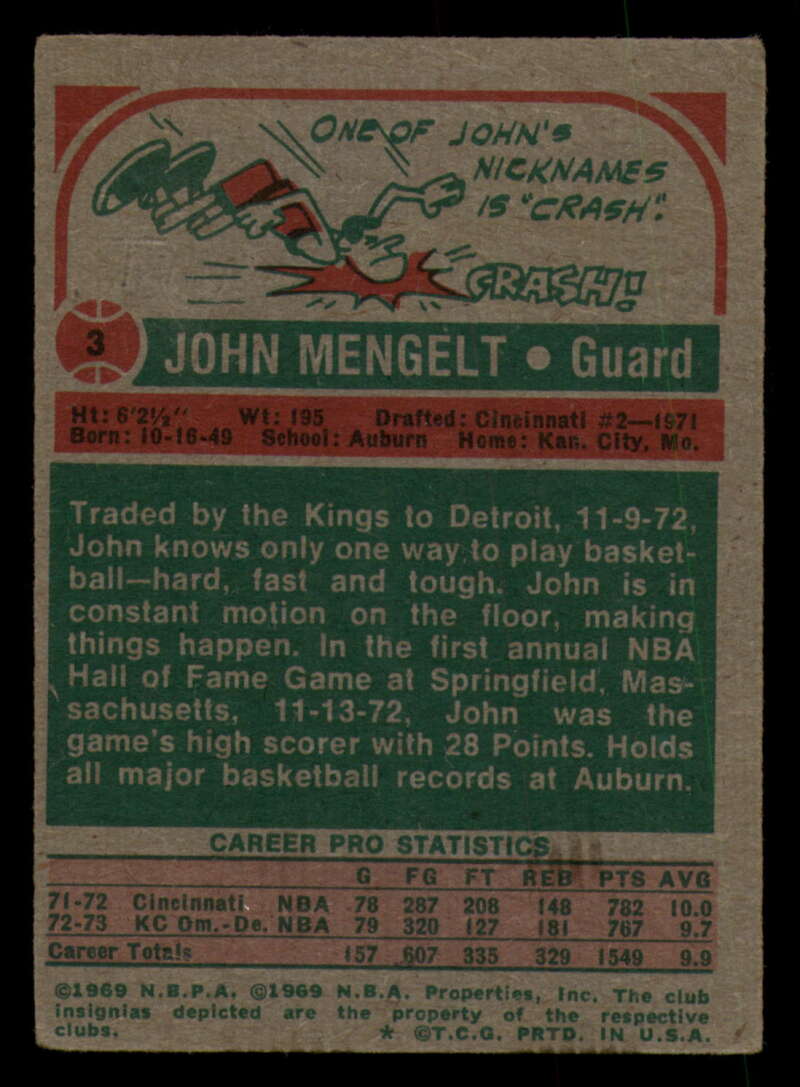 ONE OF JOHN'S
NICKNAMES
IS "CRASH".
CRASH!
3
JOHN MENGELT • Guard
Ht: 6'2½" Wt: 195 Drafted: Cincinnati #2—1971
Born: 10-16-49 School: Auburn Home: Kan. City, Mo.
Traded by the Kings to Detroit, 11-9-72,
John knows only one way to play basket-
ball—hard, fast and tough. John is in
constant motion on the floor, making
things happen. In the first annual NBA
Hall of Fame Game at Springfield, Mas-
sachusetts, 11-13-72, John was the
game's high scorer with 28 Points. Holds
all major basketball records at Auburn.
CAREER PRO STATISTICS
G FG FT REB PTS AVG
71-72 Cincinnati NBA 78 287 208 148 782 10.0
72-73 KC Om.-De. NBA 79 320 127 181 767 9.7
Career Totals 157 607 335 329 1549 9.9
©1969 N.B.P.A. ©1969 N.B.A. Properties, Inc. The club
insignias depicted are the property of the respective
clubs. * ©T.C.G. PRTD. IN U.S.A.